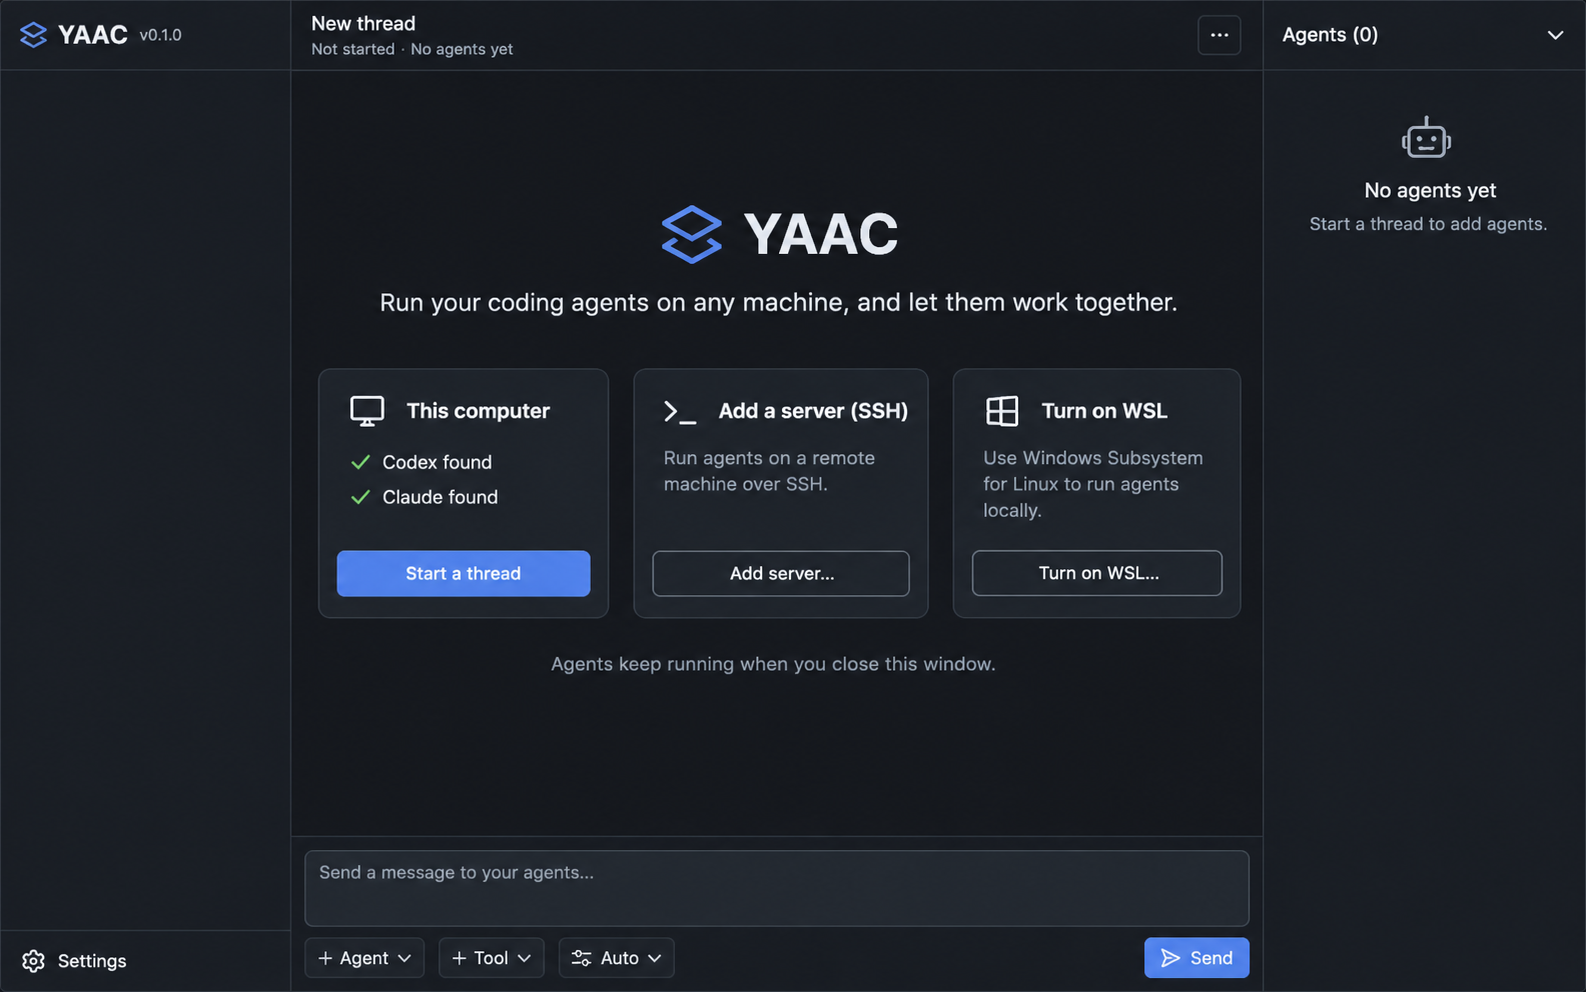 YAAC v0.1.0
New thread
Not started · No agents yet
Agents (0)
No agents yet
Start a thread to add agents.
YAAC
Run your coding agents on any machine, and let them work together.
This computer
Codex found
Claude found
Start a thread
Add a server (SSH)
Run agents on a remote
machine over SSH.
Add server...
Turn on WSL
Use Windows Subsystem
for Linux to run agents
locally.
Turn on WSL...
Agents keep running when you close this window.
Send a message to your agents...
+ Agent
+ Tool
Auto
Send
Settings